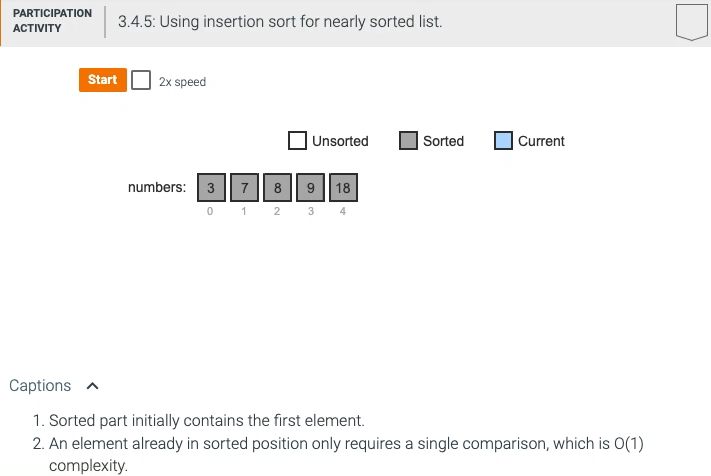 PARTICIPATION
ACTIVITY
3.4.5: Using insertion sort for nearly sorted list.
Start
2x speed
Unsorted
Sorted
Current
numbers: 3 7 8 9 18
0 1 2 3 4
Captions
1. Sorted part initially contains the first element.
2. An element already in sorted position only requires a single comparison, which is O(1)
complexity.